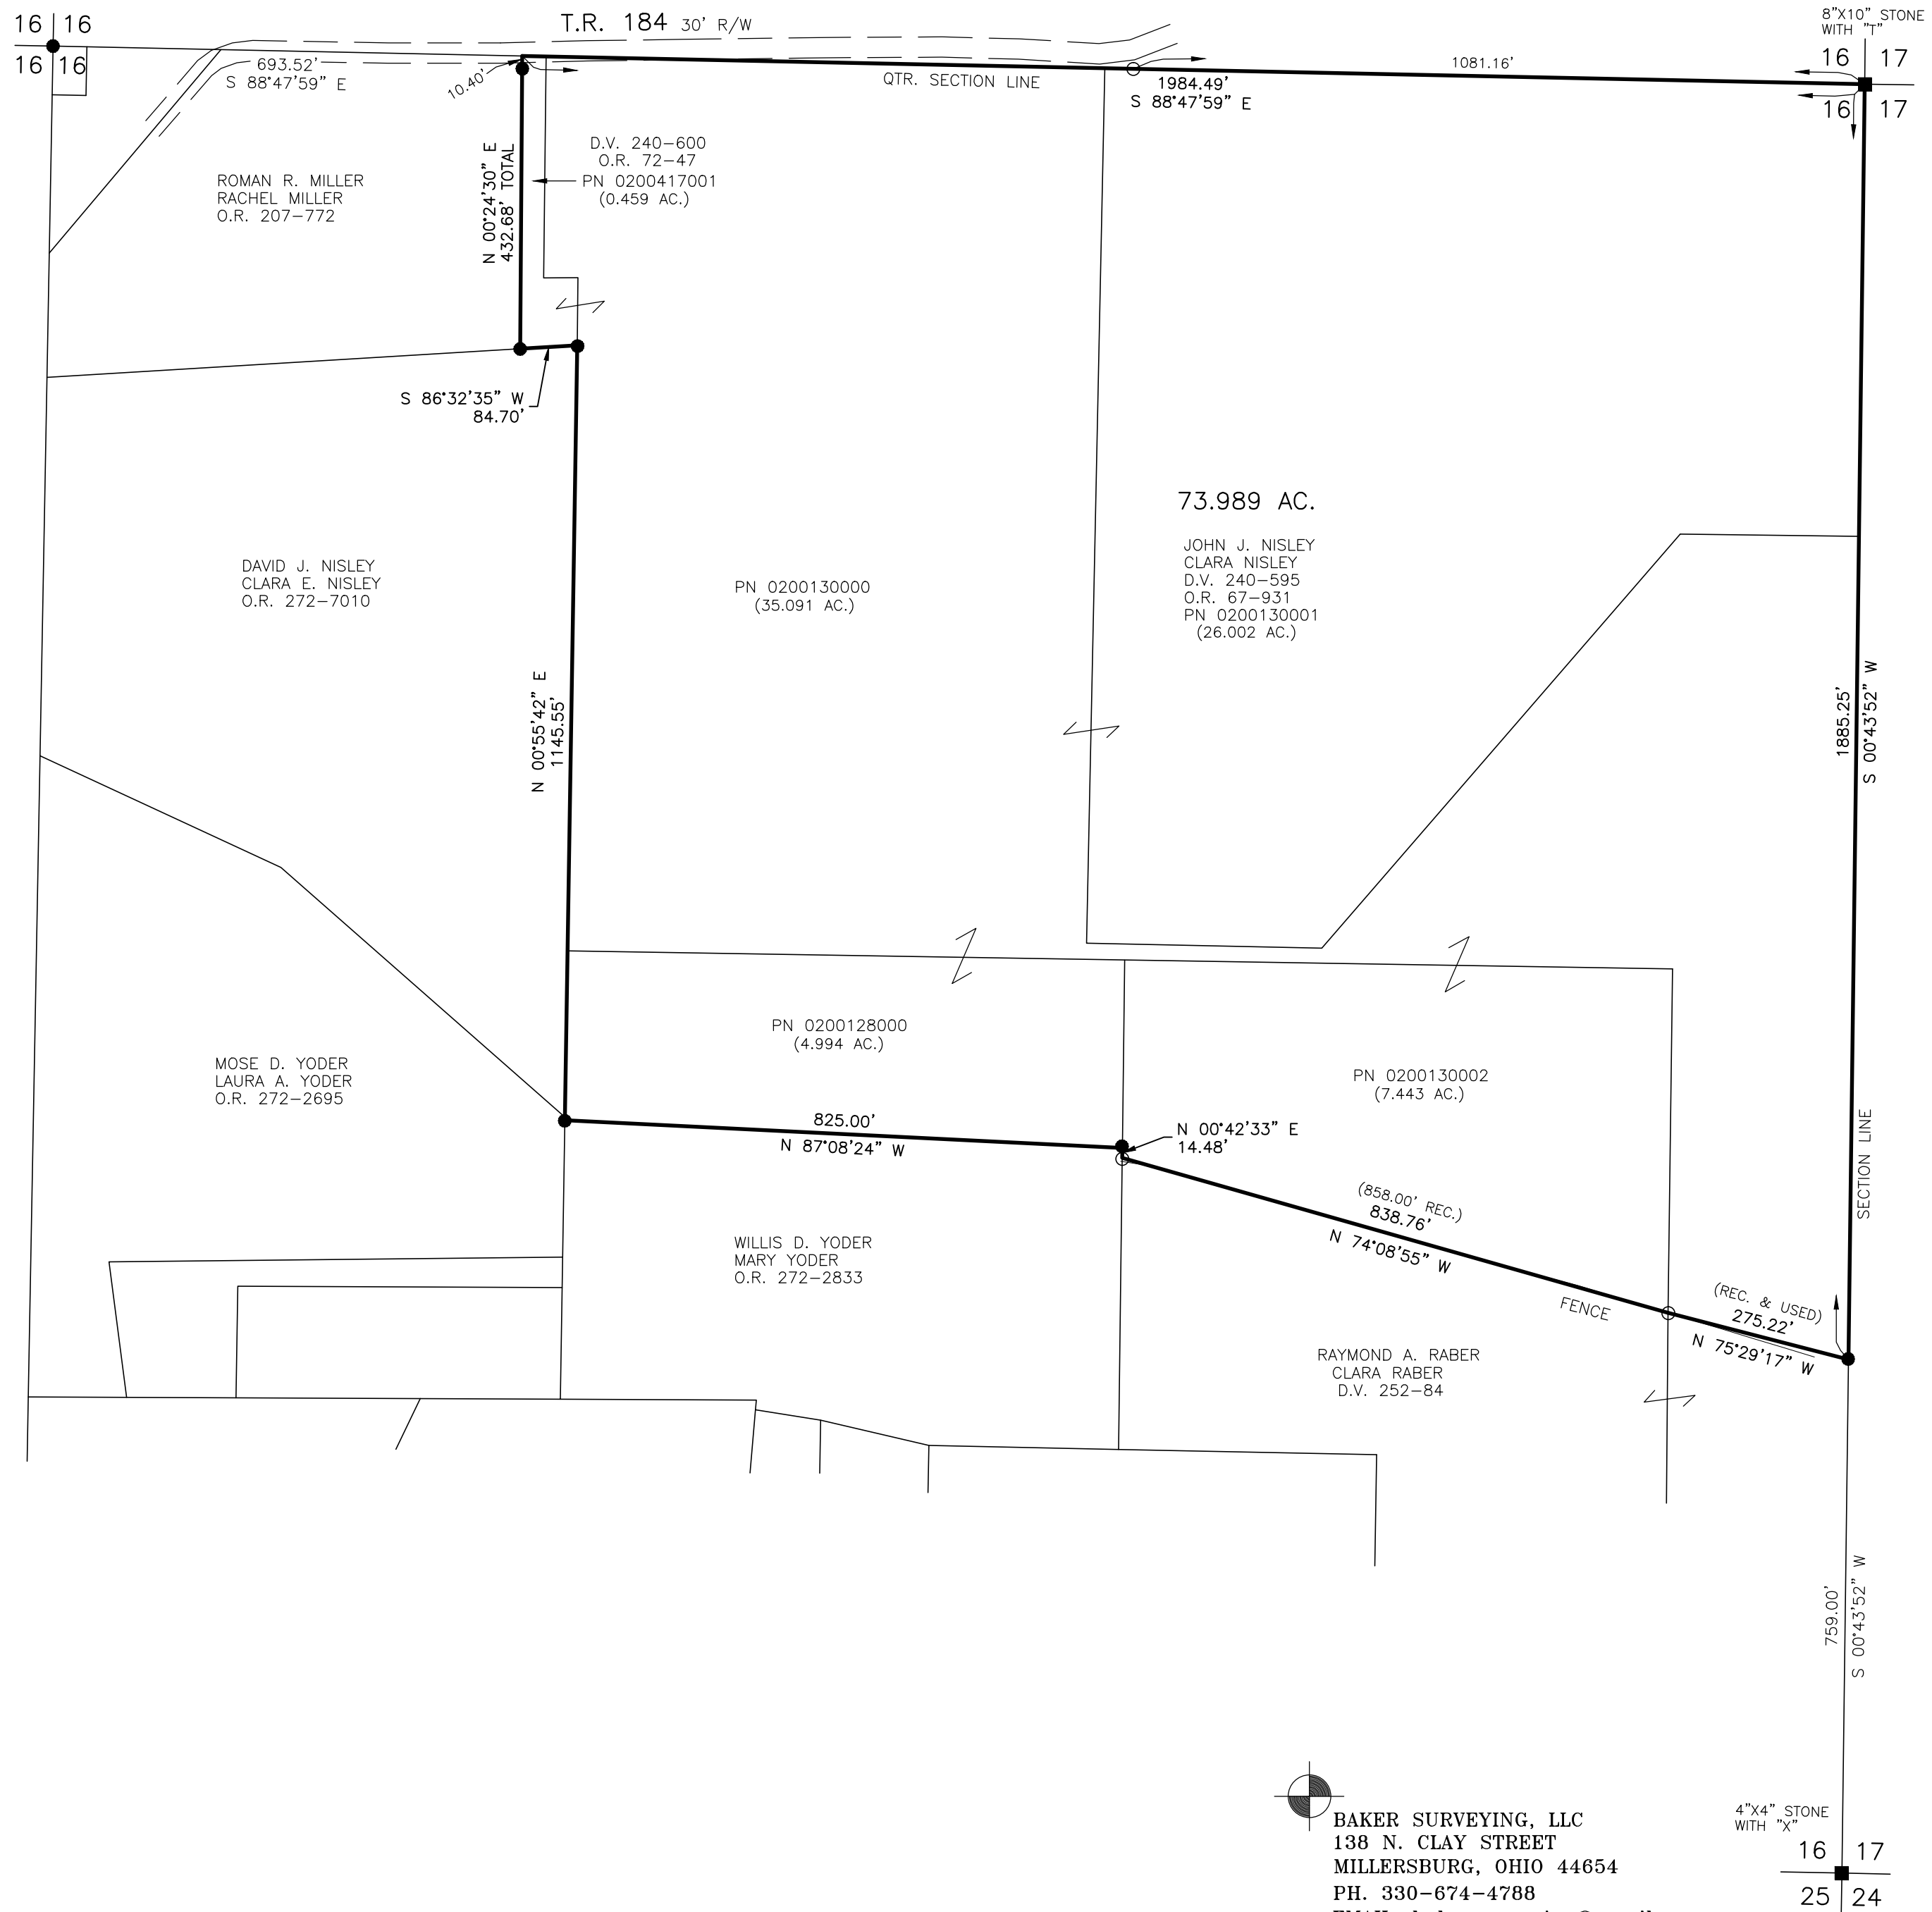 16 16
16 16
T.R. 184 30' R/W
8"X10" STONE
WITH "T"
16 17
16 17
693.52'
S 88°47'59" E
10.40'
QTR. SECTION LINE
1984.49'
S 88°47'59" E
1081.16'
ROMAN R. MILLER
RACHEL MILLER
O.R. 207-772
N 00°24'30" E
432.68' TOTAL
D.V. 240-600
O.R. 72-47
PN 0200417001
(0.459 AC.)
S 86°32'35" W
84.70'
73.989 AC.
JOHN J. NISLEY
CLARA NISLEY
D.V. 240-595
O.R. 67-931
PN 0200130001
(26.002 AC.)
DAVID J. NISLEY
CLARA E. NISLEY
O.R. 272-7010
PN 0200130000
(35.091 AC.)
N 00°55'42" E
1145.55'
1885.25'
S 00°43'52" W
MOSE D. YODER
LAURA A. YODER
O.R. 272-2695
PN 0200128000
(4.994 AC.)
PN 0200130002
(7.443 AC.)
825.00'
N 87°08'24" W
N 00°42'33" E
14.48'
SECTION LINE
(858.00' REC.)
838.76'
N 74°08'55" W
WILLIS D. YODER
MARY YODER
O.R. 272-2833
FENCE
(REC. & USED)
275.22'
N 75°29'17" W
RAYMOND A. RABER
CLARA RABER
D.V. 252-84
759.00'
S 00°43'52" W
BAKER SURVEYING, LLC
138 N. CLAY STREET
MILLERSBURG, OHIO 44654
PH. 330-674-4788
4"X4" STONE
WITH "X"
16 17
25 24